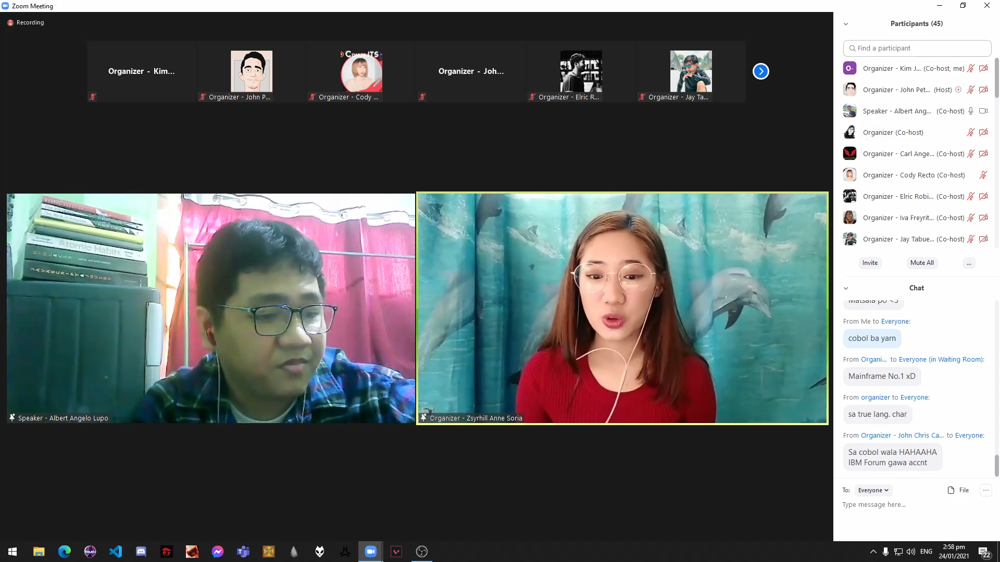 Zoom Meeting
Recording
Organizer - Kim...
Organizer - John P...
CommITS
Organizer - Cody ...
Organizer - Joh...
Organizer - Elric R...
Organizer - Jay Ta...
Atomic Habits
Speaker - Albert Angelo Lupo
Organizer - Zsyrhill Anne Soria
Participants (45)
Find a participant
O- Organizer - Kim J... (Co-host, me)
Organizer - John Pet... (Host)
Speaker - Albert Ang... (Co-host)
Organizer (Co-host)
Organizer - Carl Ange... (Co-host)
Organizer - Cody Recto (Co-host)
Organizer - Elric Robi... (Co-host)
Organizer - Iva Freyrit... (Co-host)
Organizer - Jay Tabue... (Co-host)
Invite Mute All ...
Chat
Matsala po <3
From Me to Everyone:
cobol ba yarn
From Organi... to Everyone (in Waiting Room):
Mainframe No.1 xD
From organizer to Everyone:
sa true lang. char
From Organizer - John Chris Ca... to Everyone:
Sa cobol wala HAHAAHA
IBM Forum gawa accnt
To: Everyone File ...
Type message here...
ENG
2:58 pm
24/01/2021
22